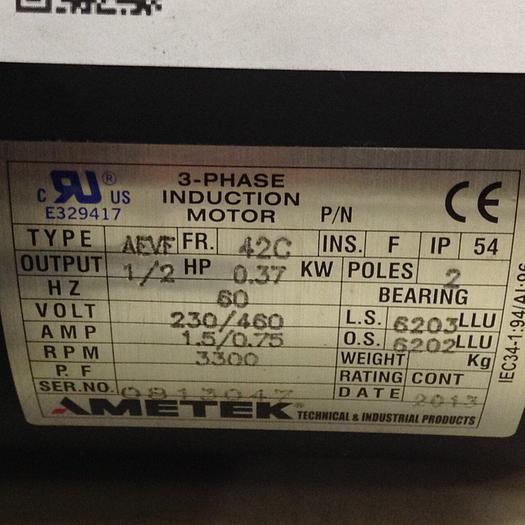 c RU ® US
E329417
3-PHASE
INDUCTION
MOTOR
P/N
CE
TYPE AEVF FR. 42C INS. F IP 54
OUTPUT 1/2 HP 0.37 KW POLES 2
HZ 60 BEARING
VOLT 230/460 L.S. 6203LLU
AMP 1.5/0.75 O.S. 6202LLU
RPM 3300 WEIGHT Kg
P.F RATING CONT
SER.NO. 0813047 DATE 2013
AMETEK® TECHNICAL & INDUSTRIAL PRODUCTS